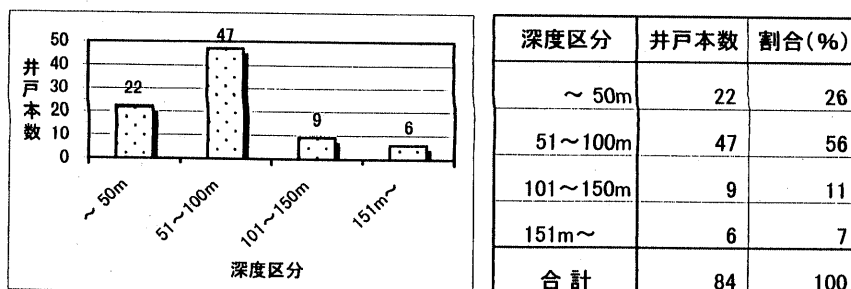 50
40
30
20
10
0
井戸本数
22
47
9
6
~ 50m
51~100m
101~150m
151m~
深度区分
深度区分 井戸本数 割合(%)
~ 50m 22 26
51~100m 47 56
101~150m 9 11
151m~ 6 7
合計 84 100